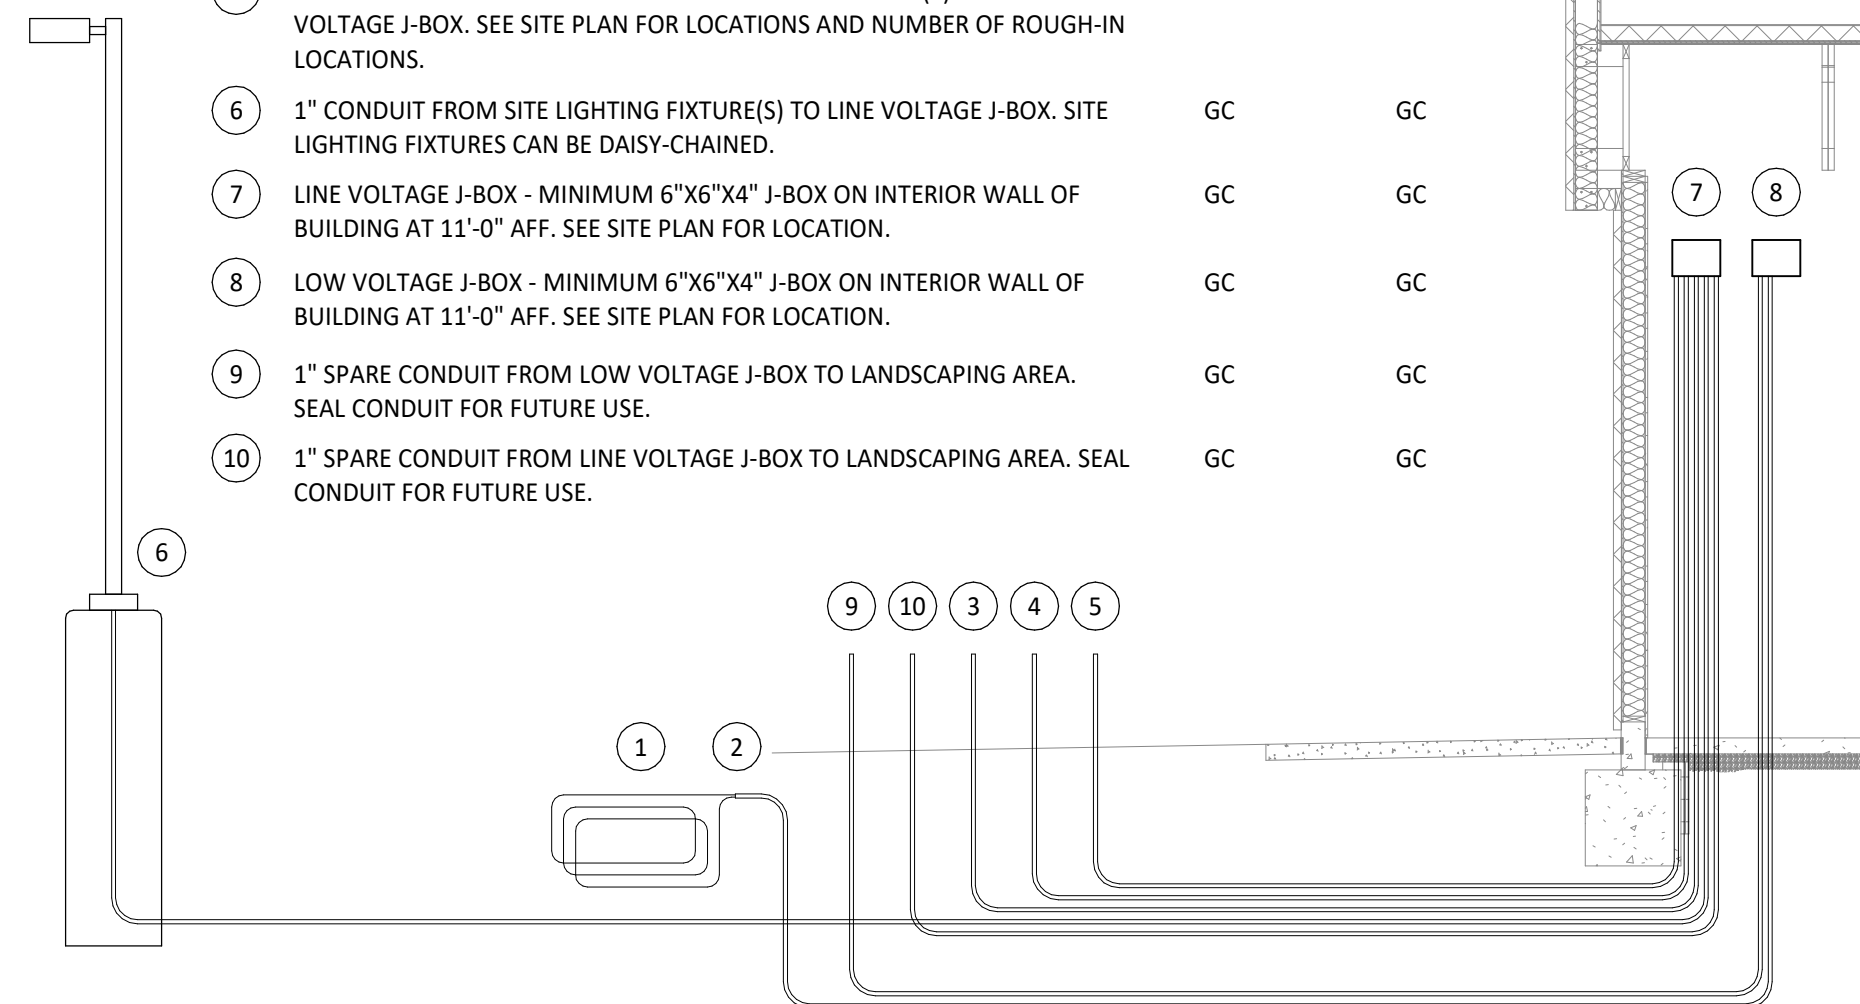 VOLTAGE J-BOX. SEE SITE PLAN FOR LOCATIONS AND NUMBER OF ROUGH-IN
LOCATIONS.
6 1" CONDUIT FROM SITE LIGHTING FIXTURE(S) TO LINE VOLTAGE J-BOX. SITE GC GC
LIGHTING FIXTURES CAN BE DAISY-CHAINED.
7 LINE VOLTAGE J-BOX - MINIMUM 6"X6"X4" J-BOX ON INTERIOR WALL OF GC GC
BUILDING AT 11'-0" AFF. SEE SITE PLAN FOR LOCATION.
8 LOW VOLTAGE J-BOX - MINIMUM 6"X6"X4" J-BOX ON INTERIOR WALL OF GC GC
BUILDING AT 11'-0" AFF. SEE SITE PLAN FOR LOCATION.
9 1" SPARE CONDUIT FROM LOW VOLTAGE J-BOX TO LANDSCAPING AREA. GC GC
SEAL CONDUIT FOR FUTURE USE.
10 1" SPARE CONDUIT FROM LINE VOLTAGE J-BOX TO LANDSCAPING AREA. SEAL GC GC
CONDUIT FOR FUTURE USE.
7 8
6
9 10 3 4 5
1 2